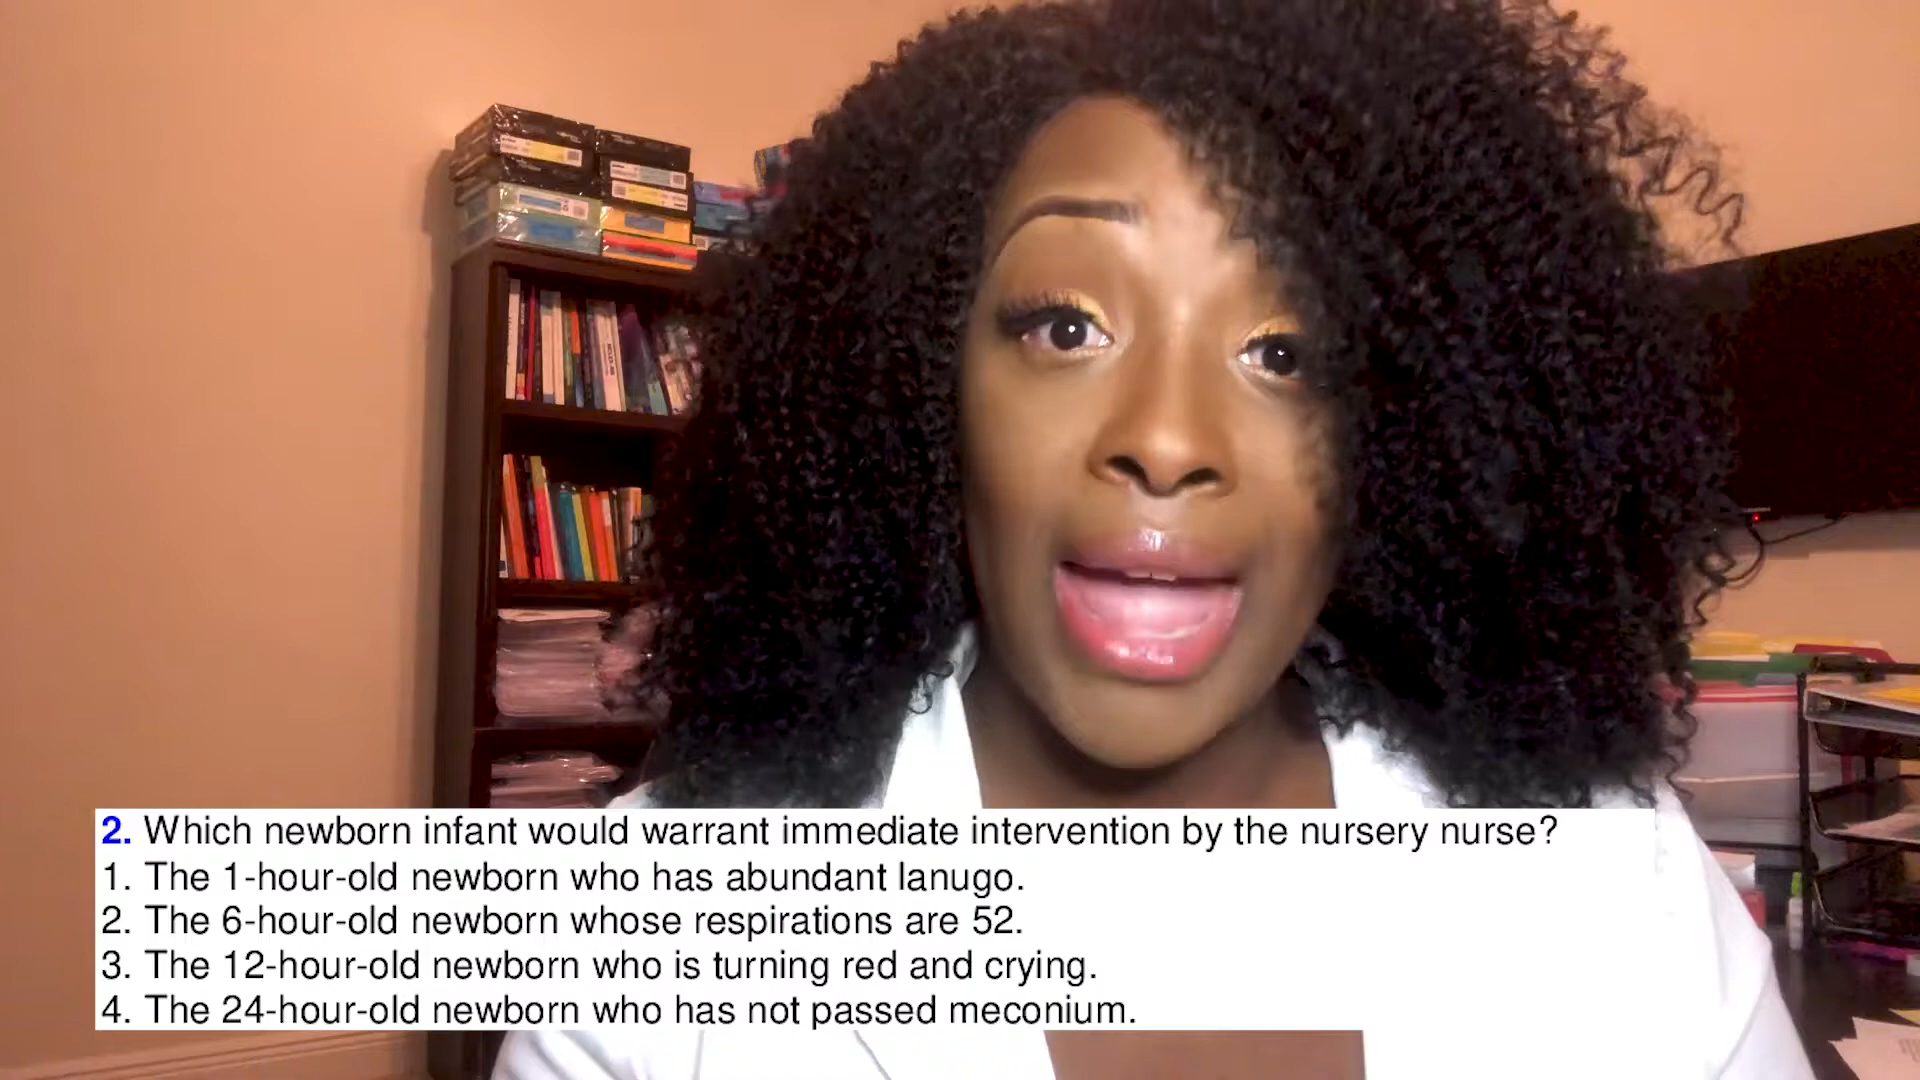 2. Which newborn infant would warrant immediate intervention by the nursery nurse?
1. The 1-hour-old newborn who has abundant lanugo.
2. The 6-hour-old newborn whose respirations are 52.
3. The 12-hour-old newborn who is turning red and crying.
4. The 24-hour-old newborn who has not passed meconium.